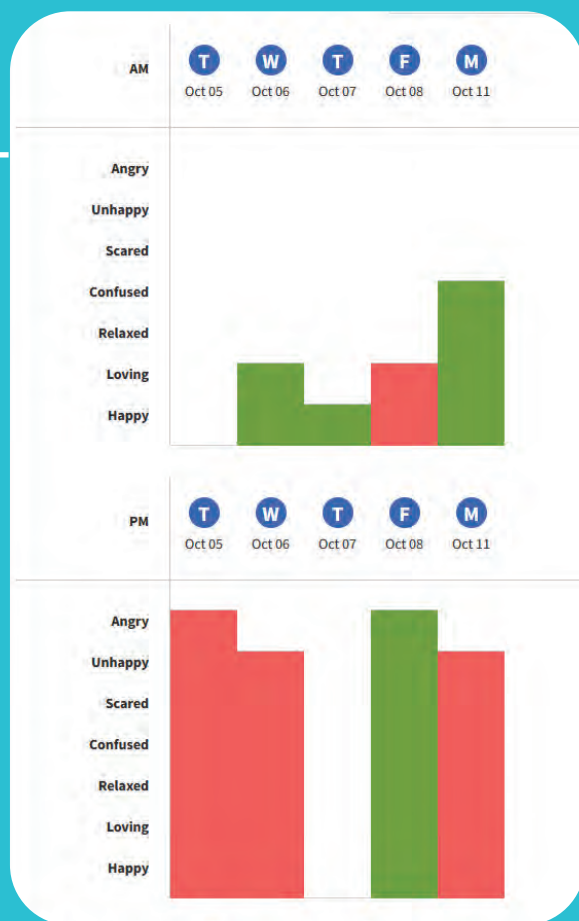 AM T W T F M
Oct 05 Oct 06 Oct 07 Oct 08 Oct 11
Angry
Unhappy
Scared
Confused
Relaxed
Loving
Happy
PM T W T F M
Oct 05 Oct 06 Oct 07 Oct 08 Oct 11
Angry
Unhappy
Scared
Confused
Relaxed
Loving
Happy